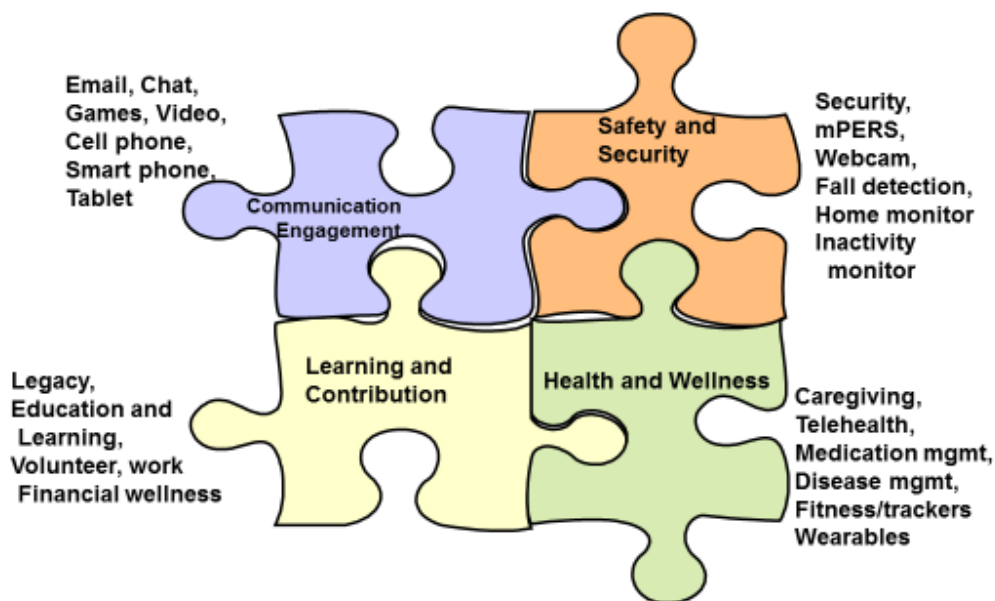 Email, Chat,
Games, Video,
Cell phone,
Smart phone,
Tablet
Communication
Engagement
Safety and
Security
Security,
mPERS,
Webcam,
Fall detection,
Home monitor
Inactivity
monitor
Legacy,
Education and
Learning,
Volunteer, work
Financial wellness
Learning and
Contribution
Health and Wellness
Caregiving,
Telehealth,
Medication mgmt,
Disease mgmt,
Fitness/trackers
Wearables